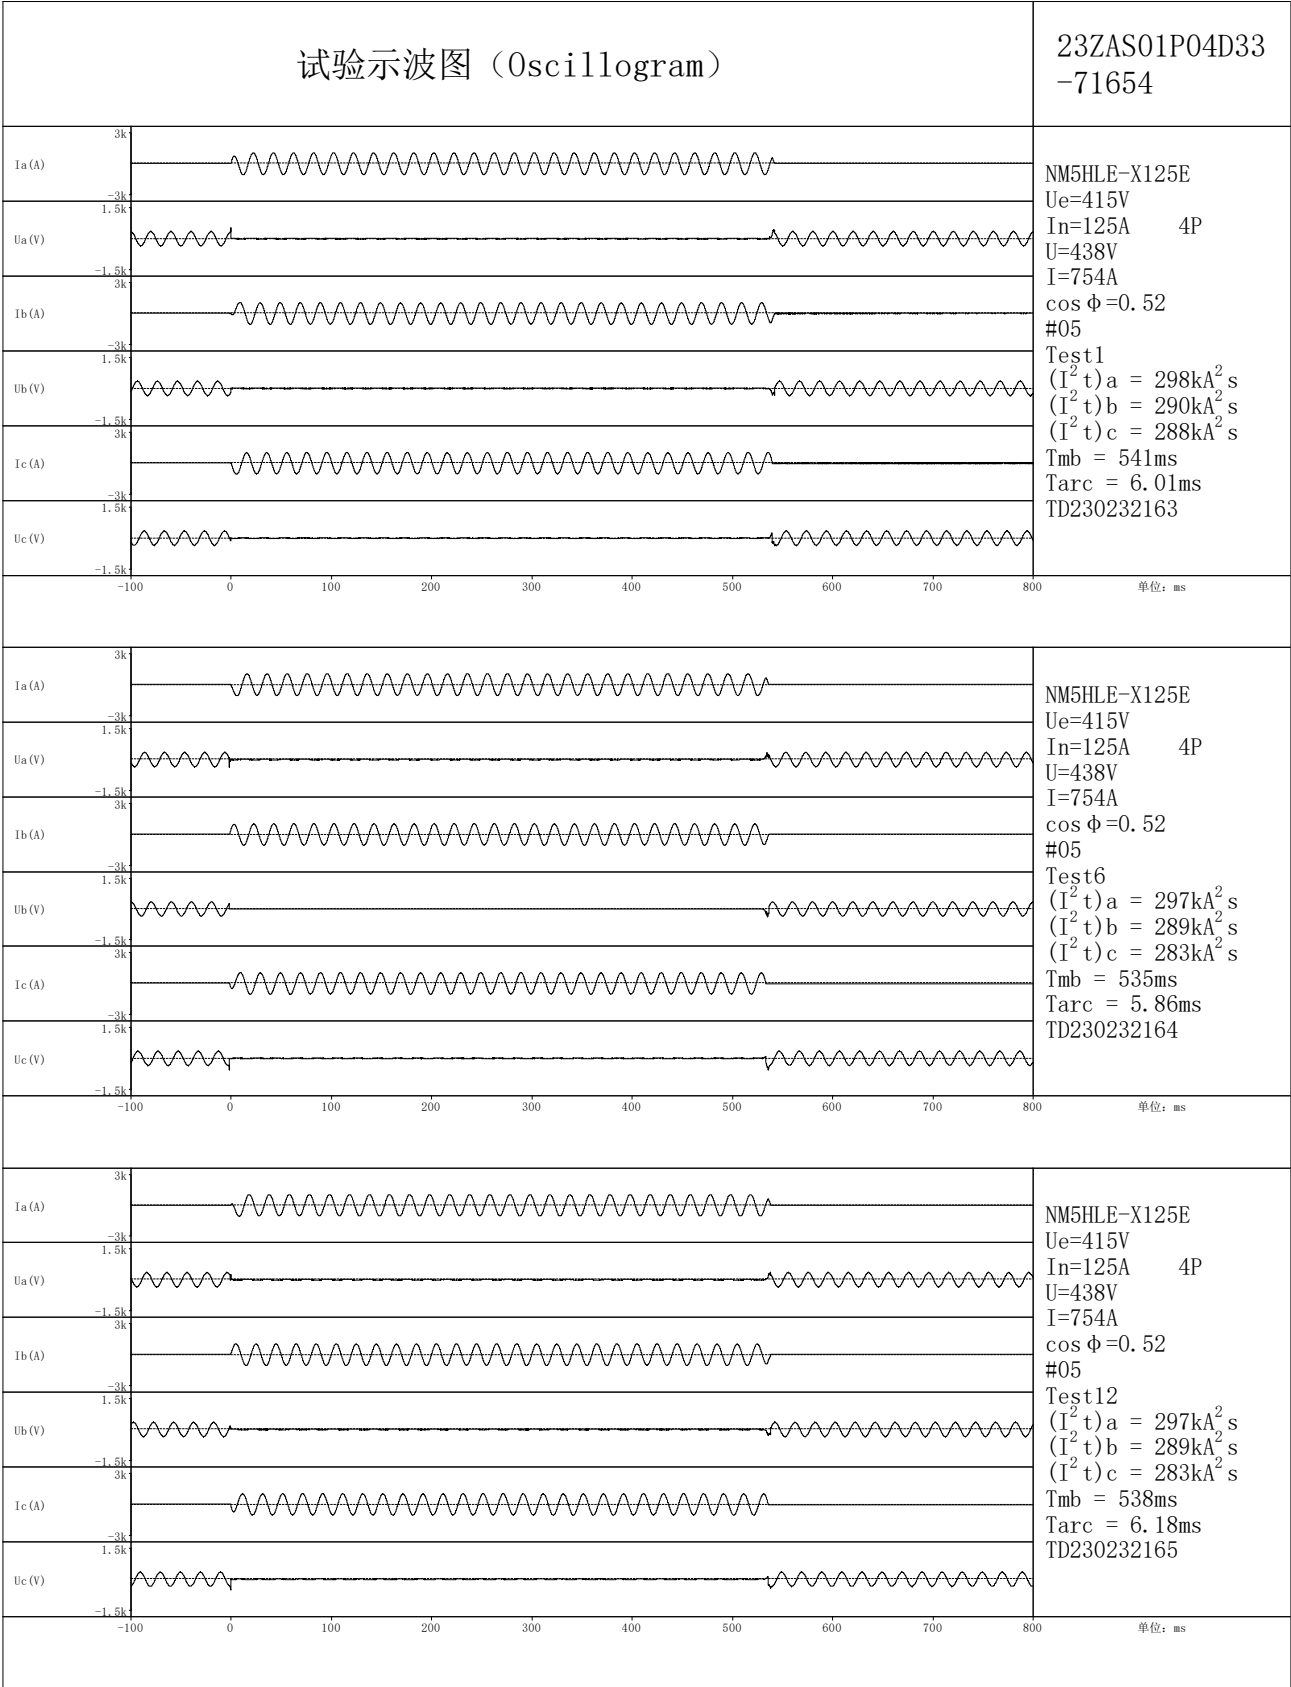 试验示波图（Oscillogram）
23ZAS01P04D33
-71654
3k
Ia(A)
-3k
1.5k
Ua(V)
-1.5k
3k
Ib(A)
-3k
1.5k
Ub(V)
-1.5k
3k
Ic(A)
-3k
1.5k
Uc(V)
-1.5k
-100 0 100 200 300 400 500 600 700 800 单位: ms
NM5HLE-X125E
Ue=415V
In=125A 4P
U=438V
I=754A
cosφ=0.52
#05
Test1
(I²t)a = 298kA²s
(I²t)b = 290kA²s
(I²t)c = 288kA²s
Tmb = 541ms
Tarc = 6.01ms
TD230232163
3k
Ia(A)
-3k
1.5k
Ua(V)
-1.5k
3k
Ib(A)
-3k
1.5k
Ub(V)
-1.5k
3k
Ic(A)
-3k
1.5k
Uc(V)
-1.5k
-100 0 100 200 300 400 500 600 700 800 单位: ms
NM5HLE-X125E
Ue=415V
In=125A 4P
U=438V
I=754A
cosφ=0.52
#05
Test6
(I²t)a = 297kA²s
(I²t)b = 289kA²s
(I²t)c = 283kA²s
Tmb = 535ms
Tarc = 5.86ms
TD230232164
3k
Ia(A)
-3k
1.5k
Ua(V)
-1.5k
3k
Ib(A)
-3k
1.5k
Ub(V)
-1.5k
3k
Ic(A)
-3k
1.5k
Uc(V)
-1.5k
-100 0 100 200 300 400 500 600 700 800 单位: ms
NM5HLE-X125E
Ue=415V
In=125A 4P
U=438V
I=754A
cosφ=0.52
#05
Test12
(I²t)a = 297kA²s
(I²t)b = 289kA²s
(I²t)c = 283kA²s
Tmb = 538ms
Tarc = 6.18ms
TD230232165